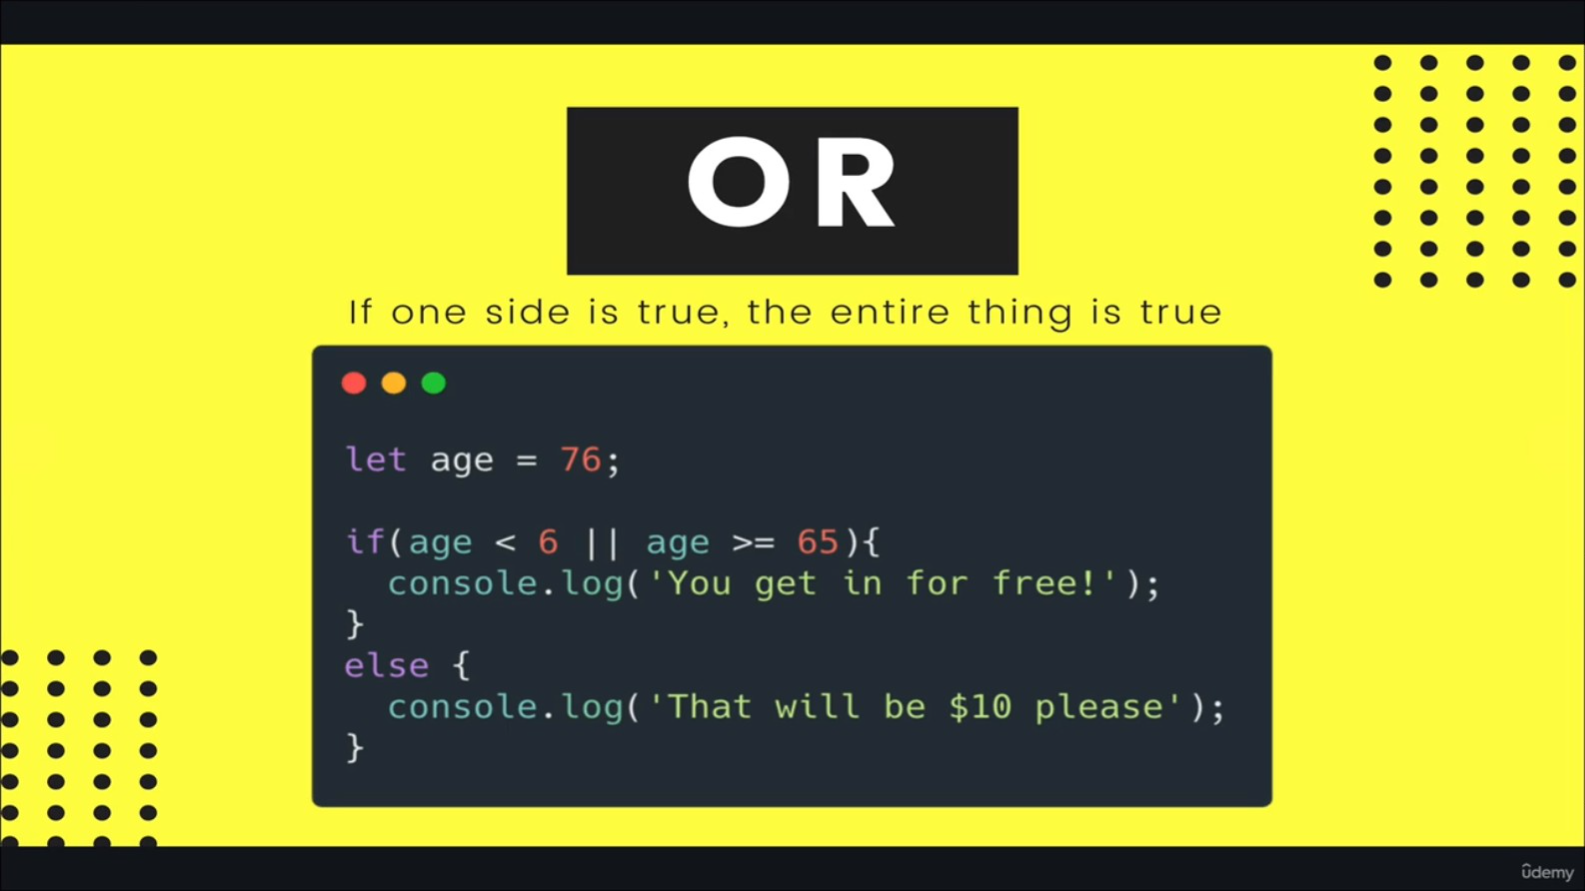 OR
If one side is true, the entire thing is true
let age = 76;
if(age < 6 || age >= 65){
  console.log('You get in for free!');
}
else {
  console.log('That will be $10 please');
}
ûdemy